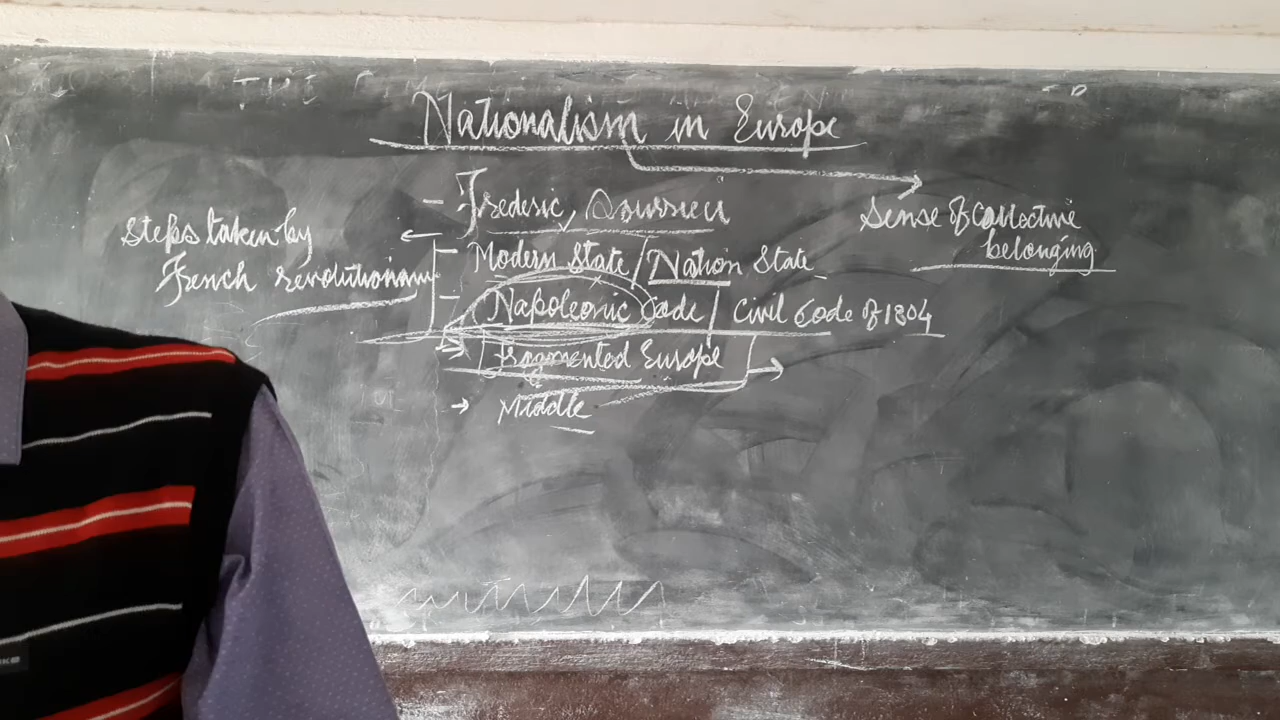 Nationalism in Europe
- Frederic, Sourrieu
Sense of Collective
belonging
Steps taken by
French revolutionary
- Modern State / Nation State
- Napoleonic Code / Civil Code of 1804
→ Fragmented Europe →
→ Middle